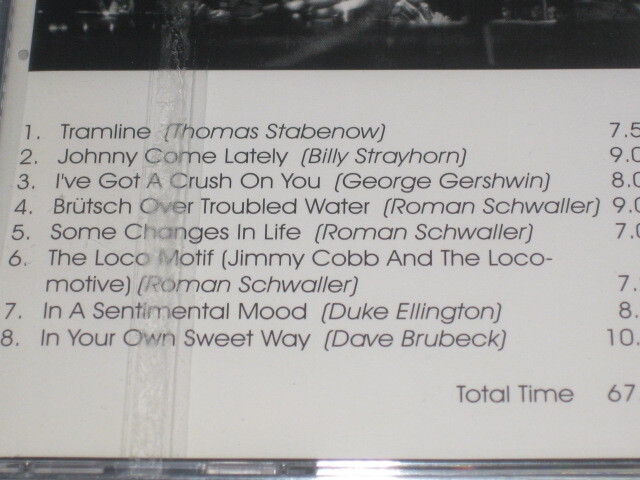 1. Tramline (Thomas Stabenow) 7.5
2. Johnny Come Lately (Billy Strayhorn) 9.0
3. I've Got A Crush On You (George Gershwin) 8.0
4. Brütsch Over Troubled Water (Roman Schwaller) 9.0
5. Some Changes In Life (Roman Schwaller) 7.0
6. The Loco Motif (Jimmy Cobb And The Loco-
motive) (Roman Schwaller) 7.
7. In A Sentimental Mood (Duke Ellington) 8.
8. In Your Own Sweet Way (Dave Brubeck) 10.
Total Time 67.